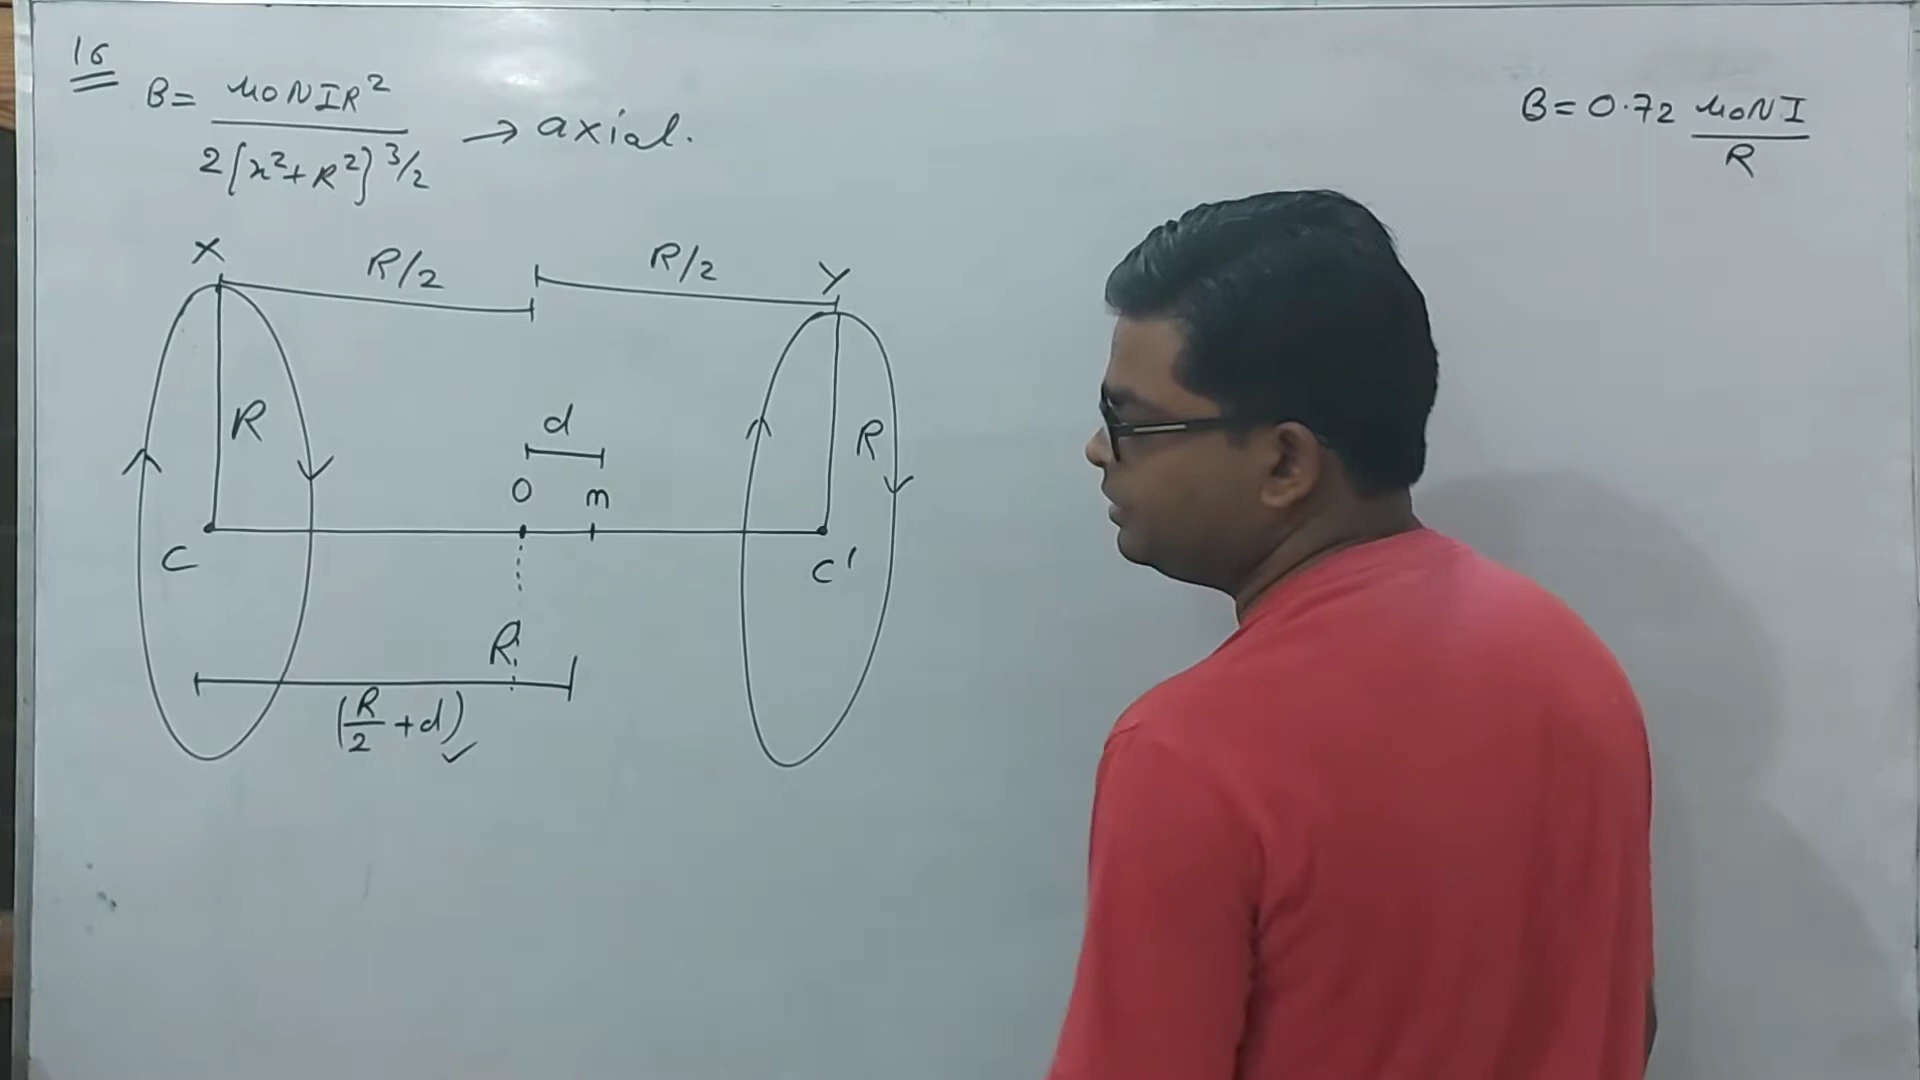 16
B = μ0NIR²
2[x²+R²]^3/2
→ axial.
B = 0.72 μ0NI
R
X
R/2
R/2
Y
R
d
R
O
m
C
C'
R
(R/2 + d) ✓